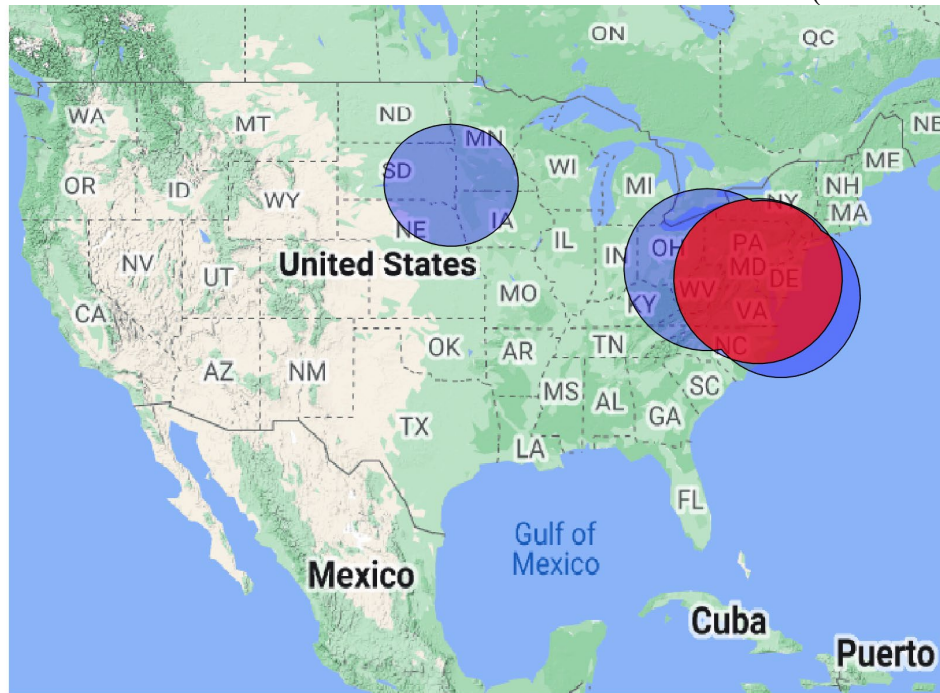 ON
QC
WA
MT
ND
MN
NE
ME
OR
ID
SD
WI
MI
NH
NY
MA
WY
NE
IA
IL
IN
OH
PA
NV
UT
United States
MD
DE
WV
CA
MO
KY
VA
AZ
NM
OK
AR
TN
NC
MS
AL
SC
GA
TX
LA
FL
Gulf of
Mexico
Mexico
Cuba
Puerto